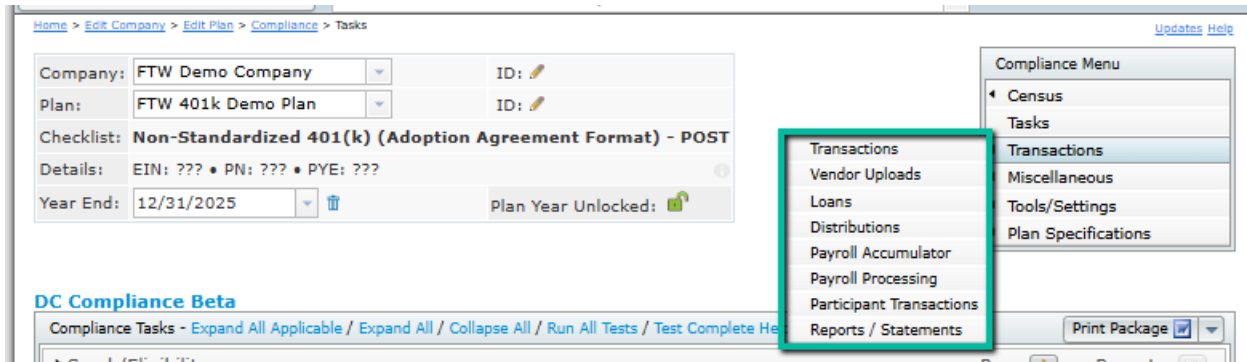 Home > Edit Company > Edit Plan > Compliance > Tasks
Updates Help
Company: FTW Demo Company ID:
Plan: FTW 401k Demo Plan ID:
Checklist: Non-Standardized 401(k) (Adoption Agreement Format) - POST
Details: EIN: ??? • PN: ??? • PYE: ???
Year End: 12/31/2025 Plan Year Unlocked:
Compliance Menu
Census
Tasks
Transactions
Miscellaneous
Tools/Settings
Plan Specifications
Transactions
Vendor Uploads
Loans
Distributions
Payroll Accumulator
Payroll Processing
Participant Transactions
Reports / Statements
DC Compliance Beta
Compliance Tasks - Expand All Applicable / Expand All / Collapse All / Run All Tests / Test Complete He
Print Package